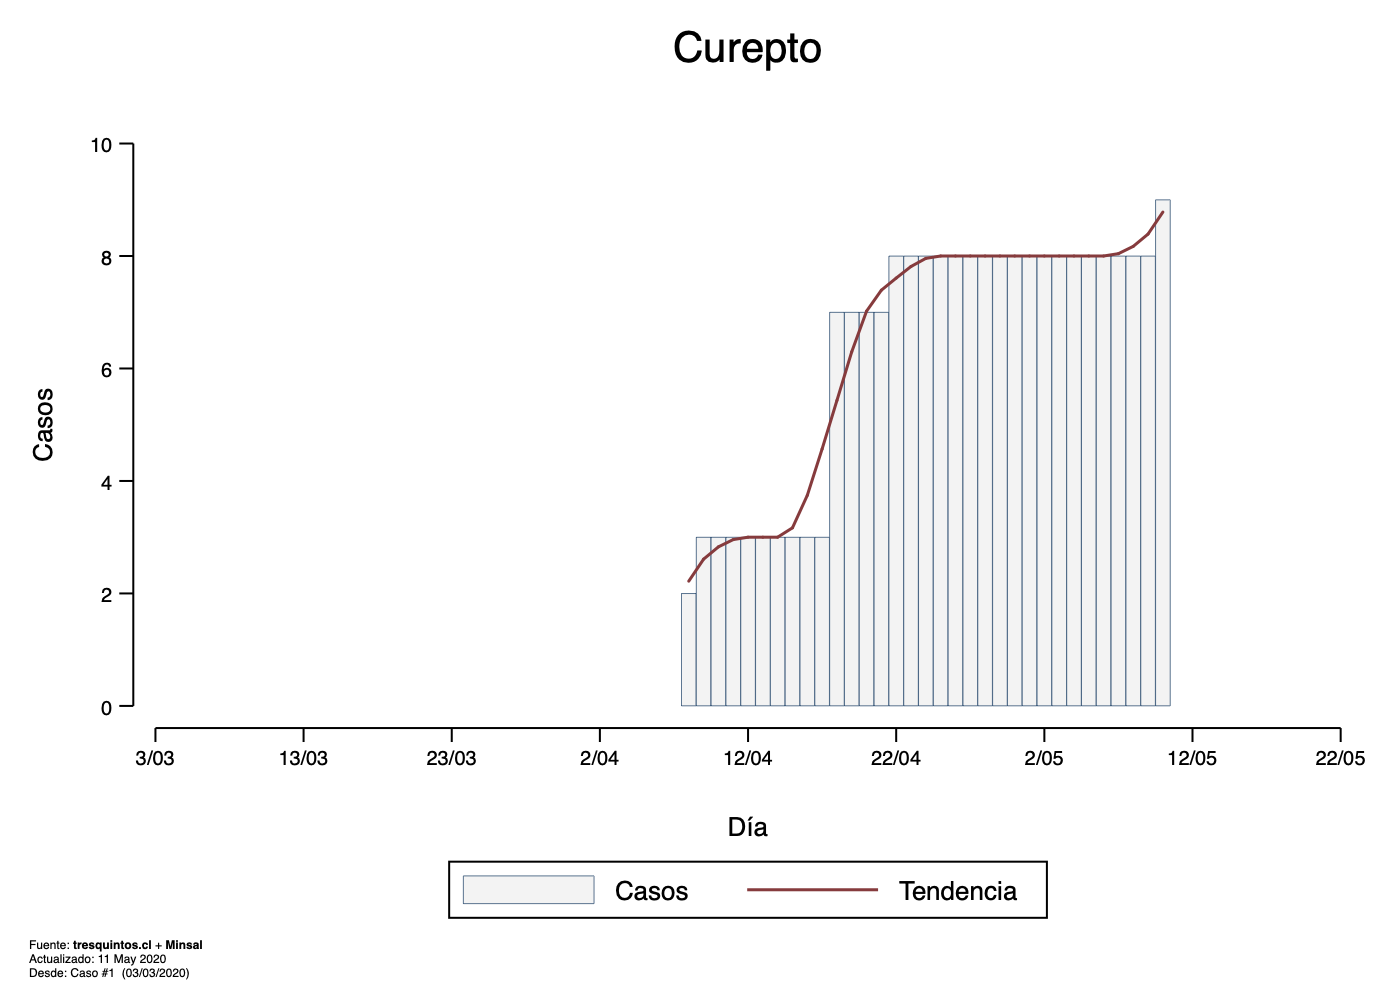 Curepto
10
8
6
4
2
0
Casos
3/03 13/03 23/03 2/04 12/04 22/04 2/05 12/05 22/05
Día
Casos Tendencia
Fuente: tresquintos.cl + Minsal
Actualizado: 11 May 2020
Desde: Caso #1 (03/03/2020)